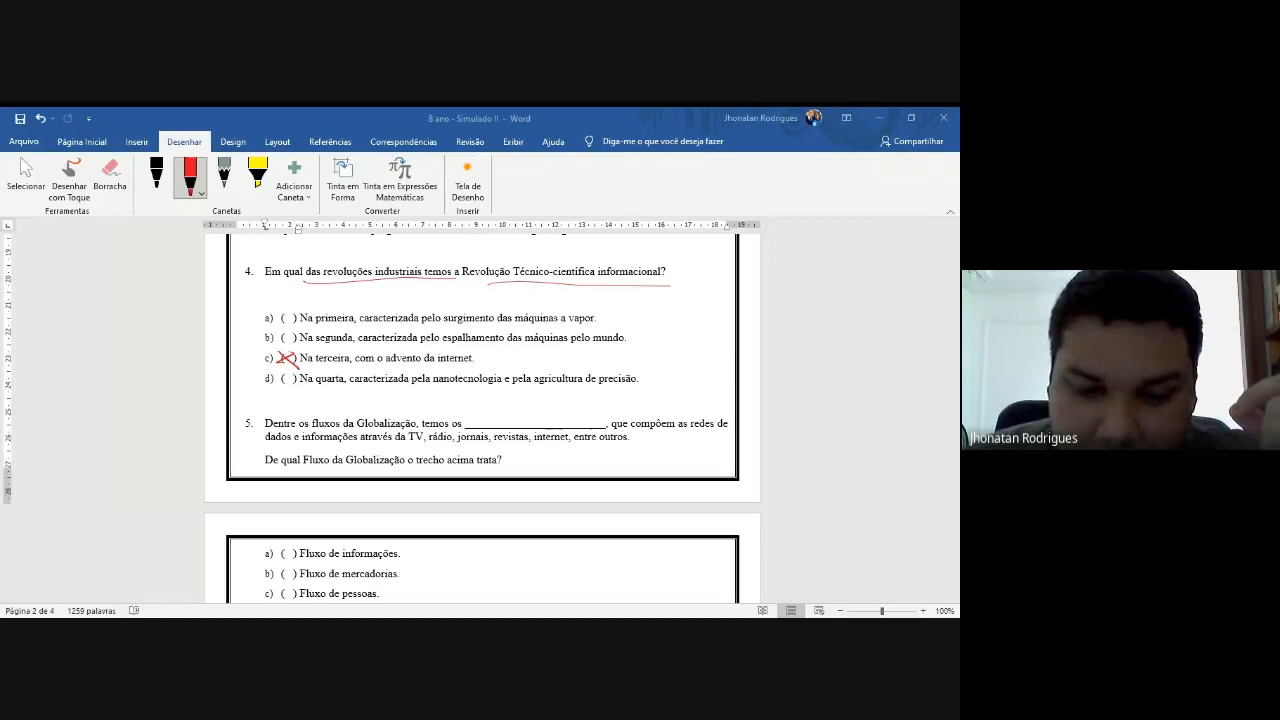 8 ano - Simulado II - Word
Jhonatan Rodrigues
Arquivo Página Inicial Inserir Desenhar Design Layout Referências Correspondências Revisão Exibir Ajuda Diga-me o que você deseja fazer Compartilhar
Selecionar
Desenhar com Toque
Borracha
Adicionar Caneta
Tinta em Forma
Tinta em Expressões Matemáticas
Tela de Desenho
Ferramentas Canetas Converter Inserir
4. Em qual das revoluções industriais temos a Revolução Técnico-científica informacional?
a) ( ) Na primeira, caracterizada pelo surgimento das máquinas a vapor.
b) ( ) Na segunda, caracterizada pelo espalhamento das máquinas pelo mundo.
c) ( ) Na terceira, com o advento da internet.
d) ( ) Na quarta, caracterizada pela nanotecnologia e pela agricultura de precisão.
5. Dentre os fluxos da Globalização, temos os ________________________, que compõem as redes de
dados e informações através da TV, rádio, jornais, revistas, internet, entre outros.
De qual Fluxo da Globalização o trecho acima trata?
a) ( ) Fluxo de informações.
b) ( ) Fluxo de mercadorias.
c) ( ) Fluxo de pessoas.
Página 2 de 4 1259 palavras 100%
Jhonatan Rodrigues